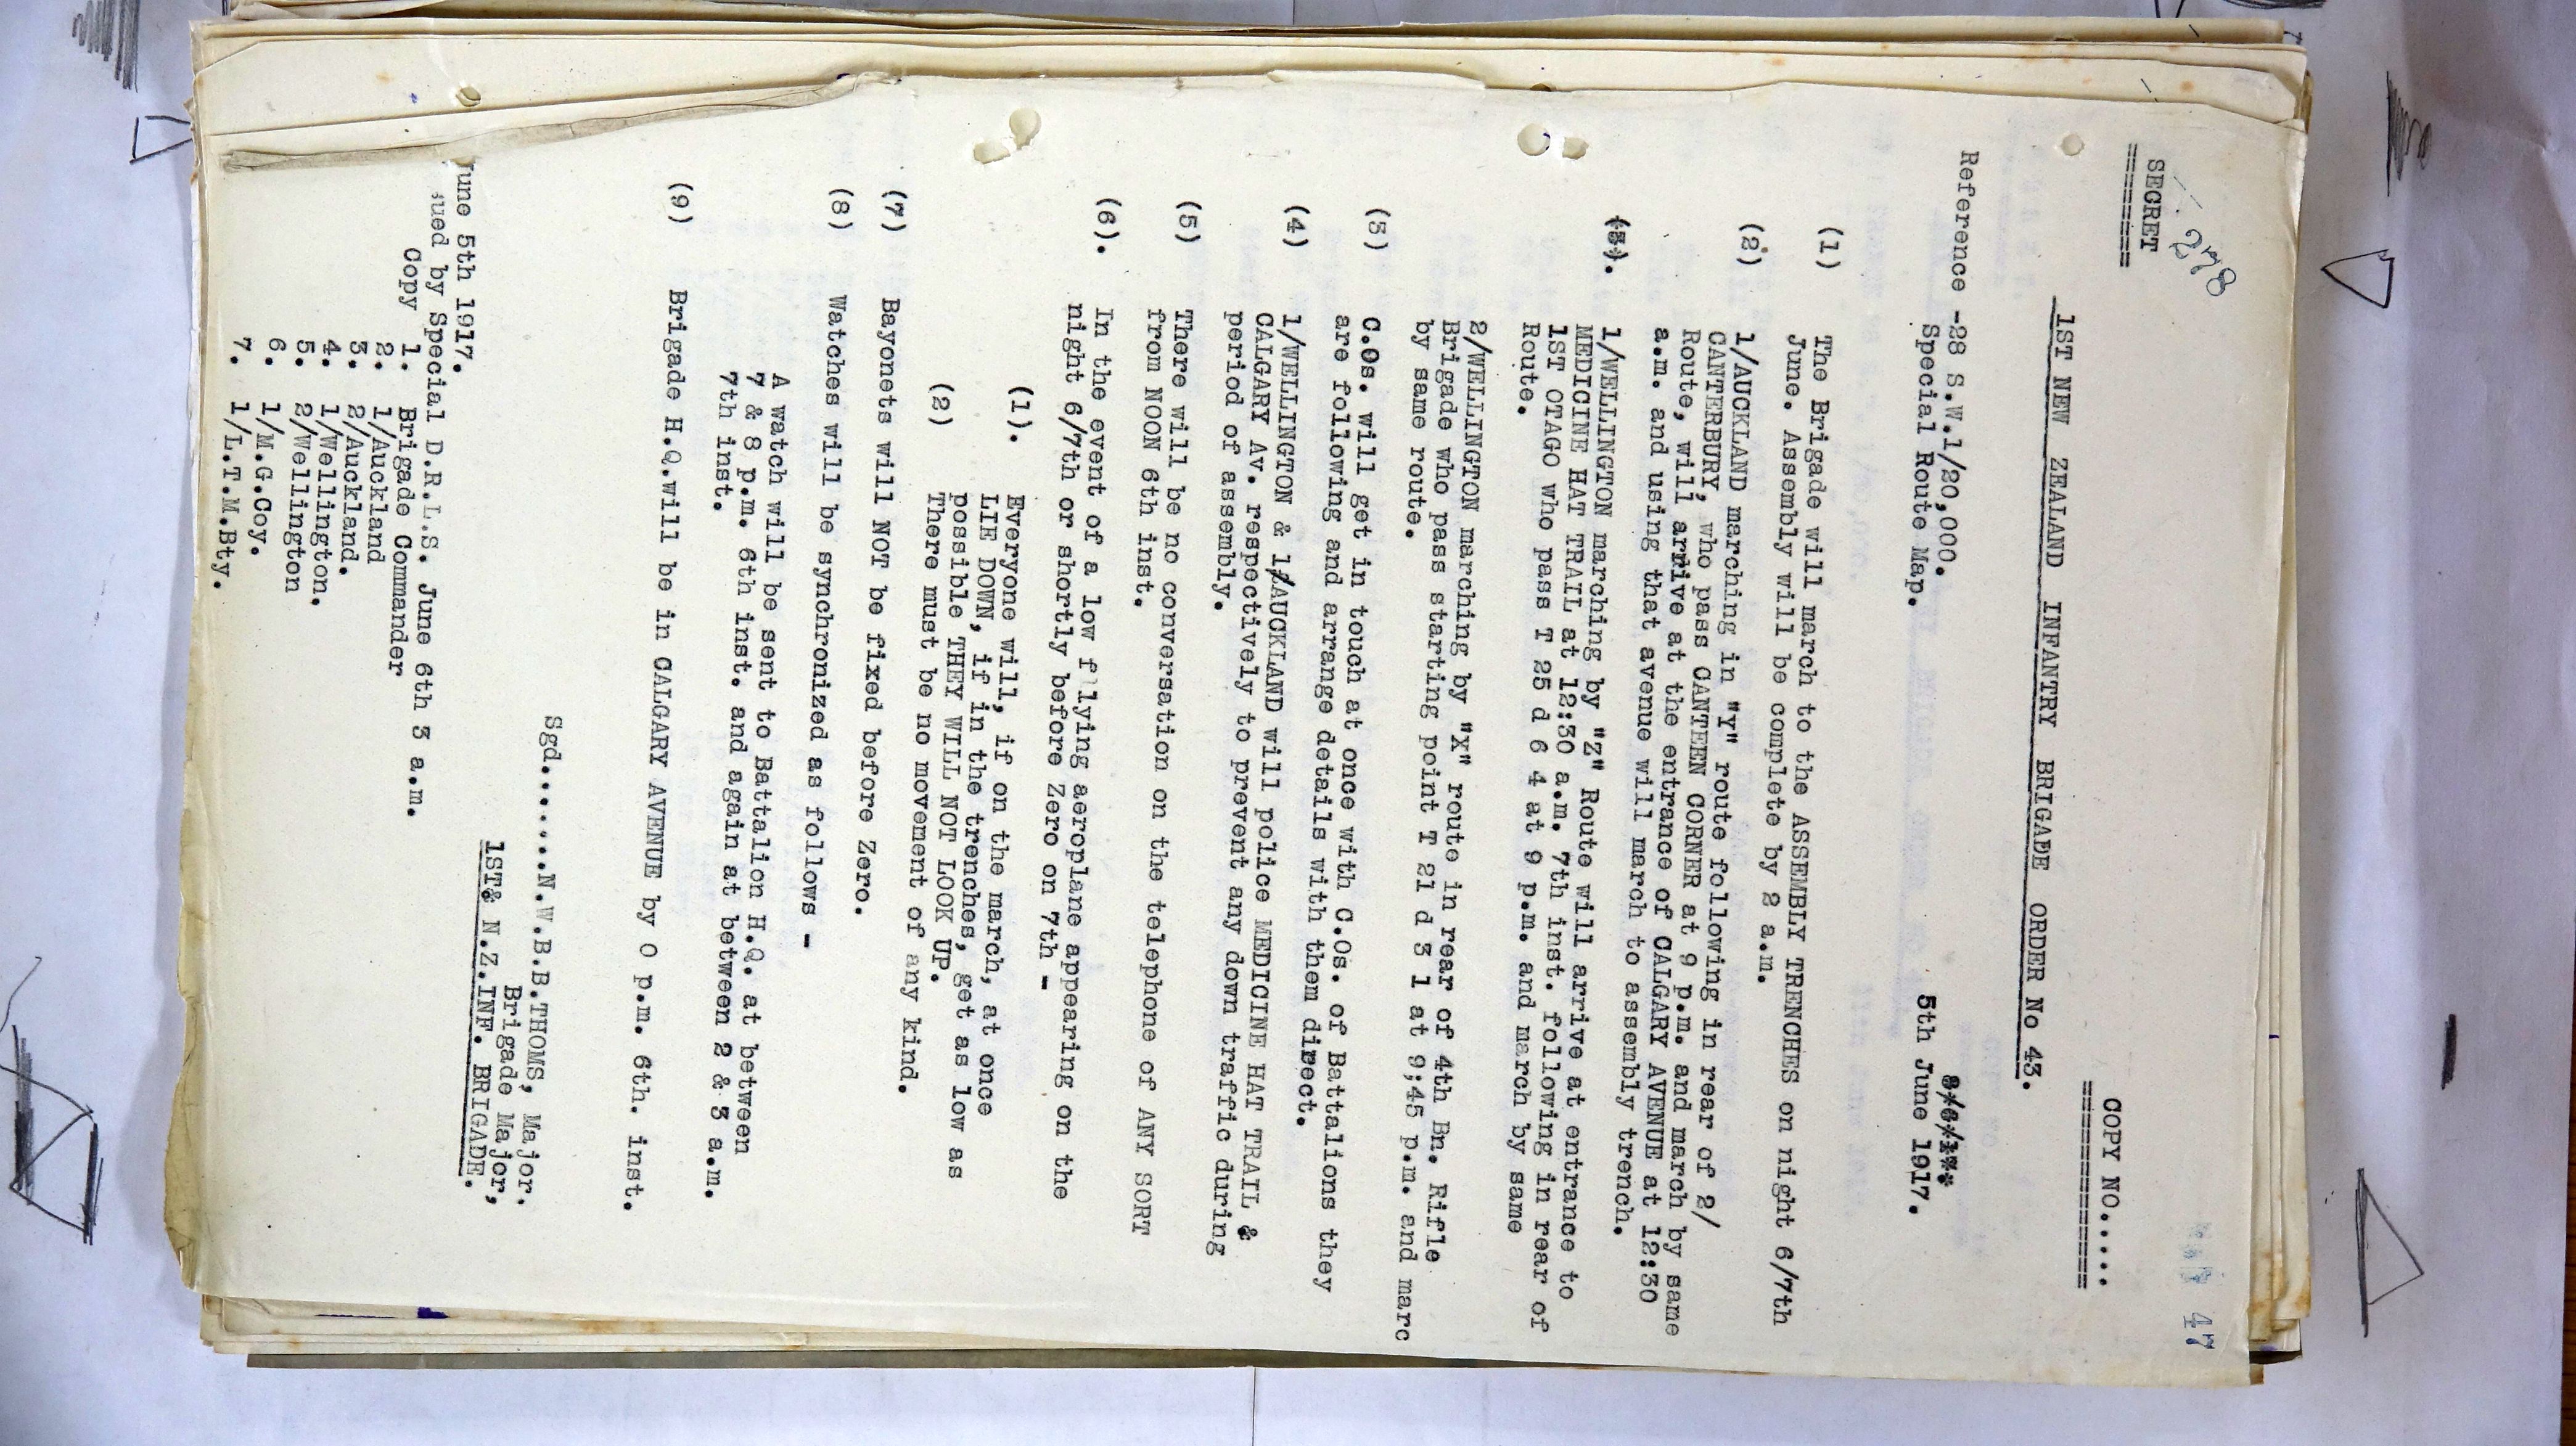 278
47
SECRET
=======
COPY NO.....
============
1ST NEW ZEALAND INFANTRY BRIGADE ORDER No 43.
Reference -28 S.W.1/20,000.
Special Route Map.
5th June 1917.
(1) The Brigade will march to the ASSEMBLY TRENCHES on night 6/7th
June. Assembly will be complete by 2 a.m.
(2) 1/AUCKLAND marching in "Y" route following in rear of 2/
CANTERBURY, who pass CANTEEN CORNER at 9 p.m. and march by same
Route, will arrive at the entrance of CALGARY AVENUE at 12:30
a.m. and using that avenue will march to assembly trench.
(3). 1/WELLINGTON marching by "Z" Route will arrive at entrance to
MEDICINE HAT TRAIL at 12:30 a.m. 7th inst. following in rear of
1ST OTAGO who pass T 25 d 6 4 at 9 p.m. and march by same
Route.
2/WELLINGTON marching by "X" route in rear of 4th Bn. Rifle
Brigade who pass starting point T 21 d 3 1 at 9;45 p.m. and marc
by same route.
(3) C.Os. will get in touch at once with C.Os. of Battalions they
are following and arrange details with them direct.
(4) 1/WELLINGTON & 1/AUCKLAND will police MEDICINE HAT TRAIL &
CALGARY Av. respectively to prevent any down traffic during
period of assembly.
(5) There will be no conversation on the telephone of ANY SORT
from NOON 6th inst.
(6). In the event of a low flying aeroplane appearing on the
night 6/7th or shortly before Zero on 7th -
(1). Everyone will, if on the march, at once
LIE DOWN, if in the trenches, get as low as
possible THEY WILL NOT LOOK UP.
(2) There must be no movement of any kind.
(7) Bayonets will NOT be fixed before Zero.
(8) Watches will be synchronized as follows -
A watch will be sent to Battalion H.Q. at between
7 & 8 p.m. 6th inst. and again at between 2 & 3 a.m.
7th inst.
(9) Brigade H.Q.will be in CALGARY AVENUE by 0 p.m. 6th. inst.
Sgd.......N.W.B.B.THOMS, Major.
Brigade Major,
1ST& N.Z.INF. BRIGADE.
une 5th 1917.
sued by Special D.R.L.S. June 6th 3 a.m.
Copy 1. Brigade Commander
2. 1/Auckland
3. 2/Auckland.
4. 1/Wellington.
5. 2/Wellington
6. 1/M.G.Coy.
7. 1/L.T.M.Bty.